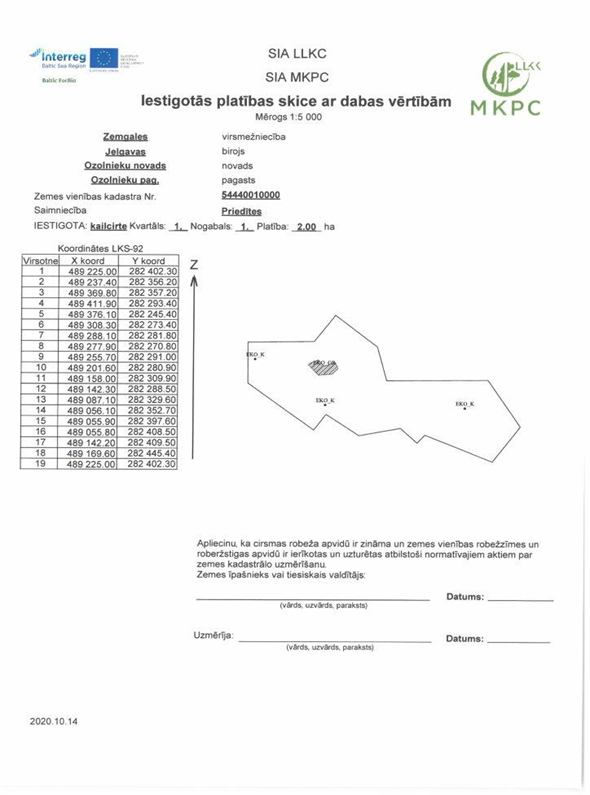 Interreg
Baltic Sea Region
Baltic ForBio
SIA LLKC
SIA MKPC
LLKC
MKPC
Iestigotās platības skice ar dabas vērtībām
Mērogs 1:5 000
Zemgales virsmežniecība
Jelgavas birojs
Ozolnieku novads novads
Ozolnieku pag. pagasts
Zemes vienības kadastra Nr. 54440010000
Saimniecība Priedītes
IESTIGOTA: kailcirte Kvartāls: 1. Nogabals: 1. Platība: 2.00 ha
Koordinātes LKS-92
Virsotne X koord Y koord
1 489 225.00 282 402.30
2 489 237.40 282 356.20
3 489 369.80 282 357.20
4 489 411.90 282 293.40
5 489 376.10 282 245.40
6 489 308.30 282 273.40
7 489 288.10 282 281.80
8 489 277.90 282 270.80
9 489 255.70 282 291.00
10 489 201.60 282 280.90
11 489 158.00 282 309.90
12 489 142.30 282 288.50
13 489 087.10 282 329.60
14 489 056.10 282 352.70
15 489 055.90 282 397.60
16 489 055.80 282 408.50
17 489 142.20 282 409.50
18 489 169.60 282 445.40
19 489 225.00 282 402.30
Z
EKO_K
EKO_K
EKO_K
Apliecinu, ka cirsmas robeža apvidū ir zināma un zemes vienības robežzīmes un
roberžstigas apvidū ir ierīkotas un uzturētas atbilstoši normatīvajiem aktiem par
zemes kadastrālo uzmērīšanu.
Zemes īpašnieks vai tiesiskais valdītājs:
Datums:
(vārds, uzvārds, paraksts)
Uzmērīja:
Datums:
(vārds, uzvārds, paraksts)
2020.10.14